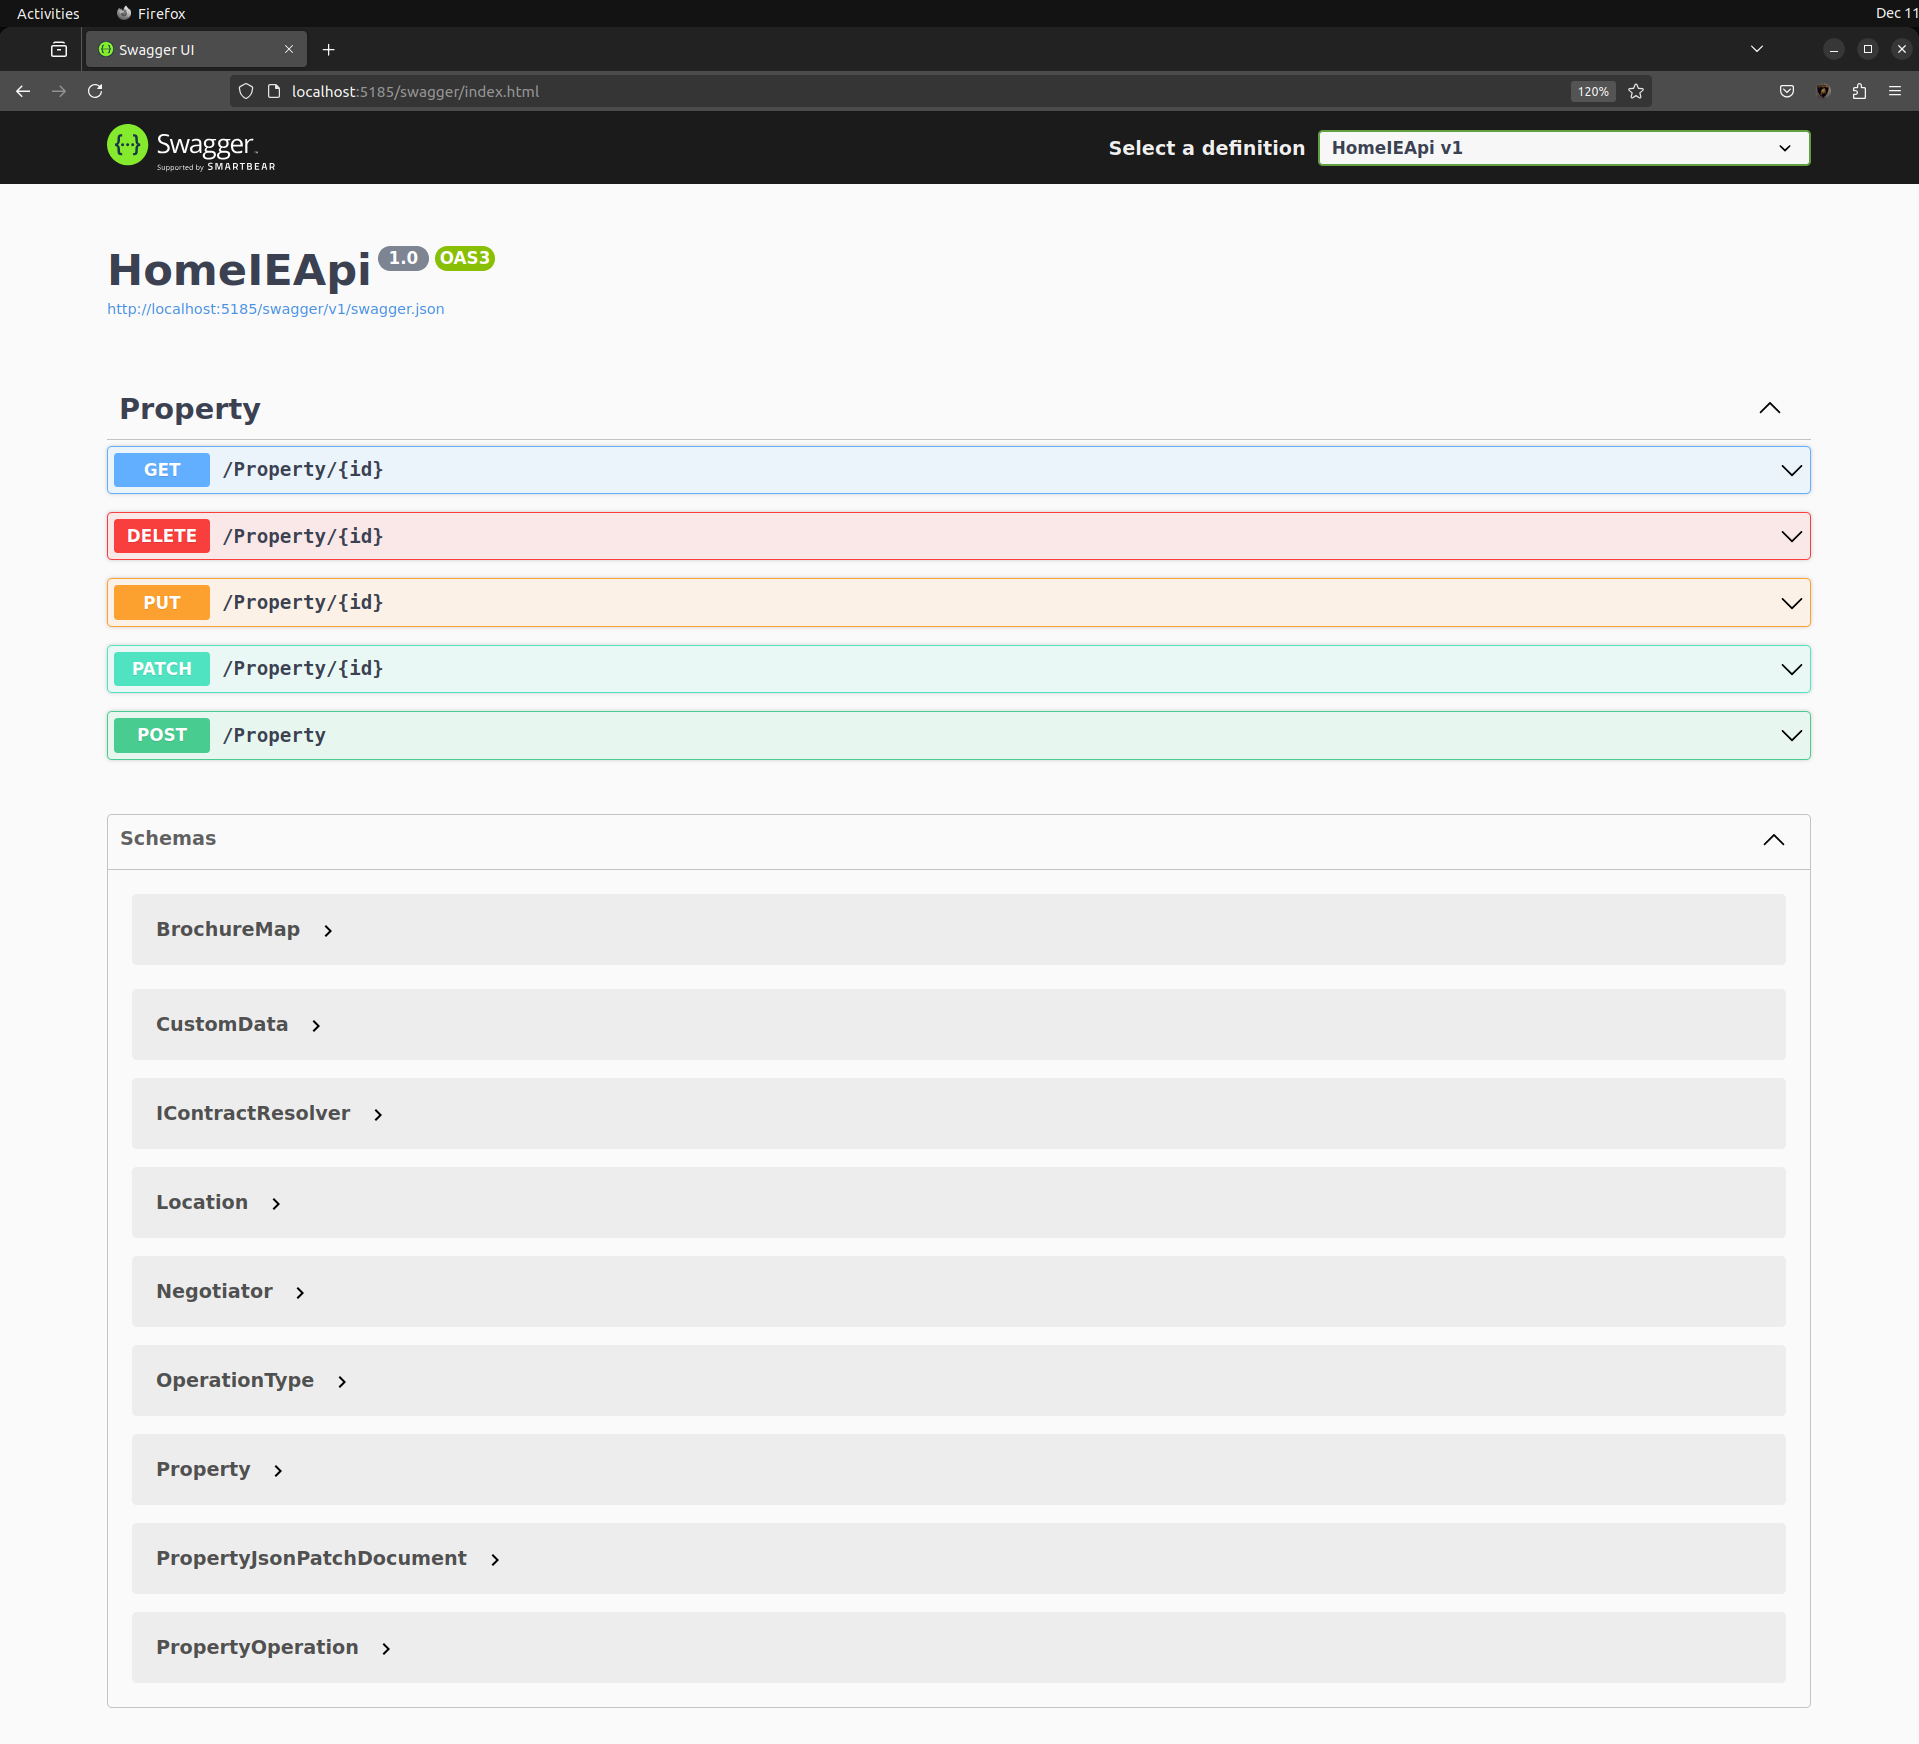 Activities Firefox Dec 11
Swagger UI
localhost:5185/swagger/index.html 120%
Swagger
Supported by SMARTBEAR
Select a definition HomeIEApi v1
HomeIEApi 1.0 OAS3
http://localhost:5185/swagger/v1/swagger.json
Property
GET /Property/{id}
DELETE /Property/{id}
PUT /Property/{id}
PATCH /Property/{id}
POST /Property
Schemas
BrochureMap
CustomData
IContractResolver
Location
Negotiator
OperationType
Property
PropertyJsonPatchDocument
PropertyOperation